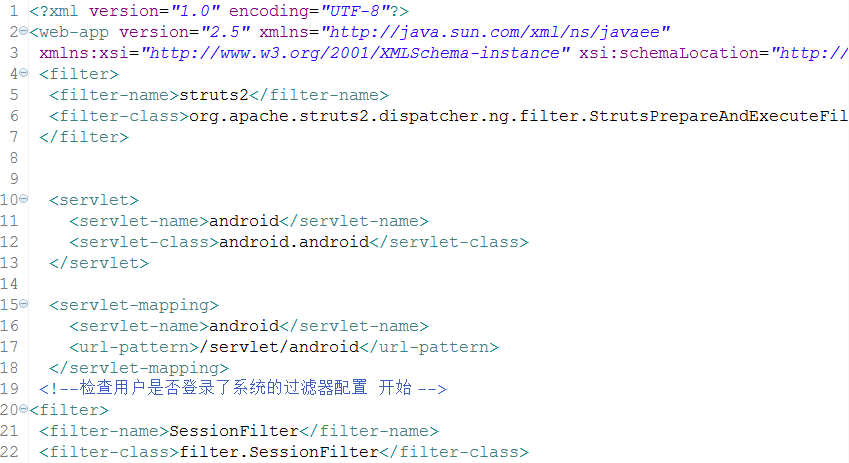 1 <?xml version="1.0" encoding="UTF-8"?>
2 <web-app version="2.5" xmlns="http://java.sun.com/xml/ns/javaee"
3 xmlns:xsi="http://www.w3.org/2001/XMLSchema-instance" xsi:schemaLocation="http://
4 <filter>
5 <filter-name>struts2</filter-name>
6 <filter-class>org.apache.struts2.dispatcher.ng.filter.StrutsPrepareAndExecuteFil
7 </filter>
8
9
10 <servlet>
11 <servlet-name>android</servlet-name>
12 <servlet-class>android.android</servlet-class>
13 </servlet>
14
15 <servlet-mapping>
16 <servlet-name>android</servlet-name>
17 <url-pattern>/servlet/android</url-pattern>
18 </servlet-mapping>
19 <!--检查用户是否登录了系统的过滤器配置 开始 -->
20 <filter>
21 <filter-name>SessionFilter</filter-name>
22 <filter-class>filter.SessionFilter</filter-class>